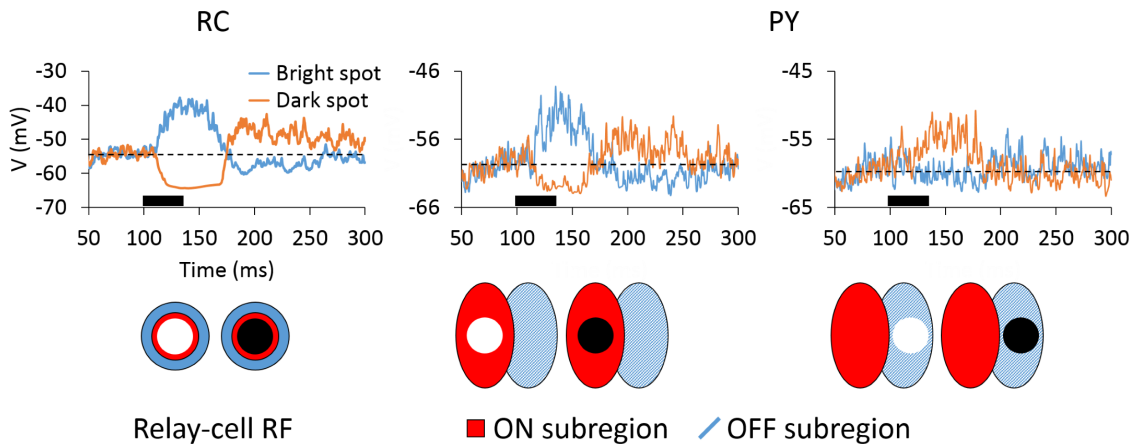 RC
PY
-30
-40
-50
-60
-70
V (mV)
Bright spot
Dark spot
50 100 150 200 250 300
Time (ms)
-46
-56
-66
50 100 150 200 250 300
-45
-55
-65
50 100 150 200 250 300
Relay-cell RF
ON subregion
OFF subregion